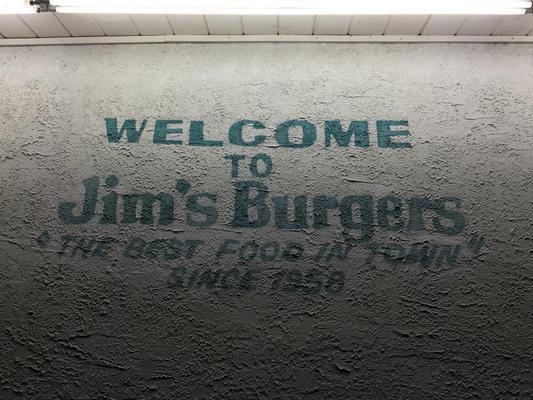 WELCOME
TO
Jim's Burgers
"THE BEST FOOD IN TOWN"
SINCE 1958